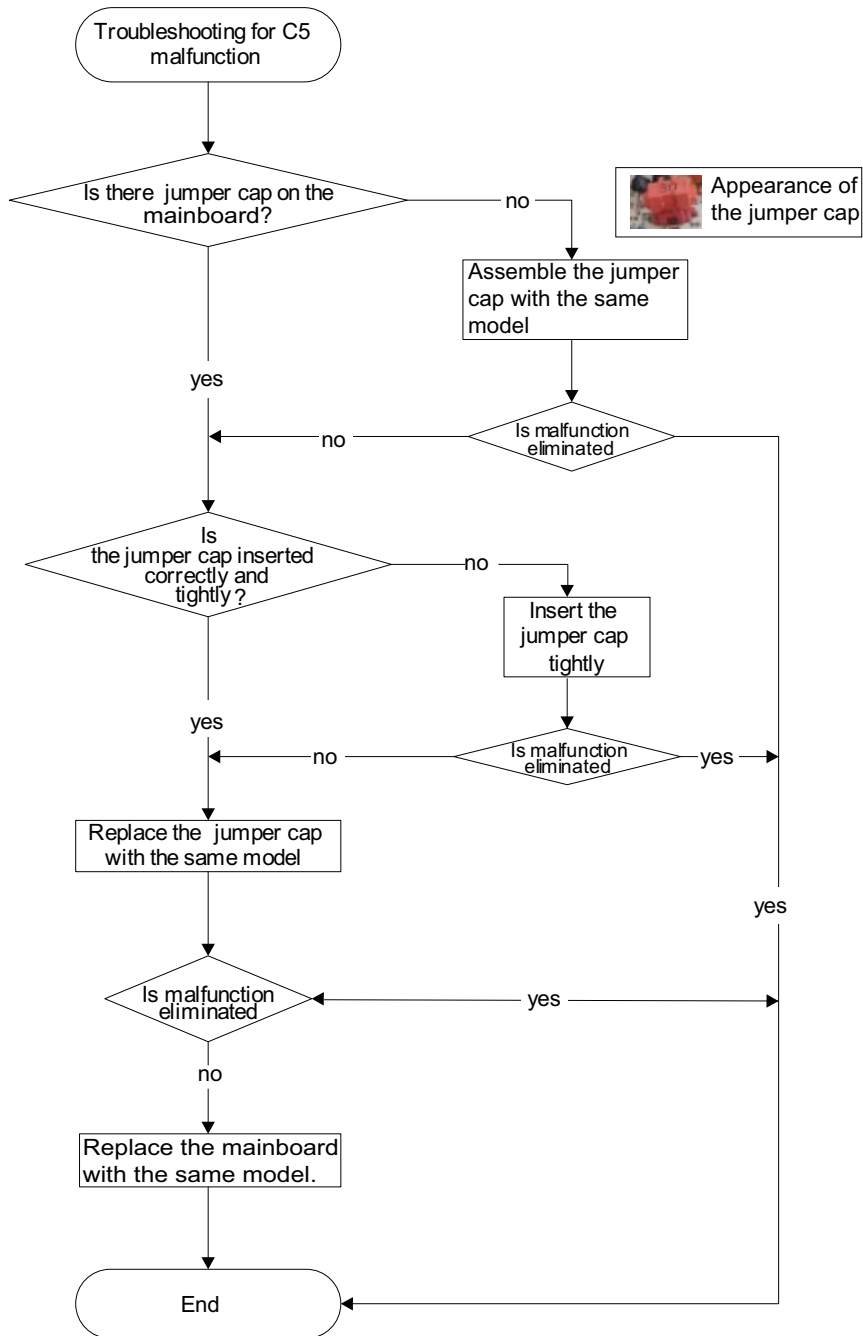 Troubleshooting for C5
malfunction
Is there jumper cap on the
mainboard?
no
Appearance of
the jumper cap
Assemble the jumper
cap with the same
model
yes
Is malfunction
eliminated
no
Is
the jumper cap inserted
correctly and
tightly?
no
Insert the
jumper cap
tightly
yes
Is malfunction
eliminated
no
yes
Replace the jumper cap
with the same model
yes
Is malfunction
eliminated
yes
no
Replace the mainboard
with the same model.
End